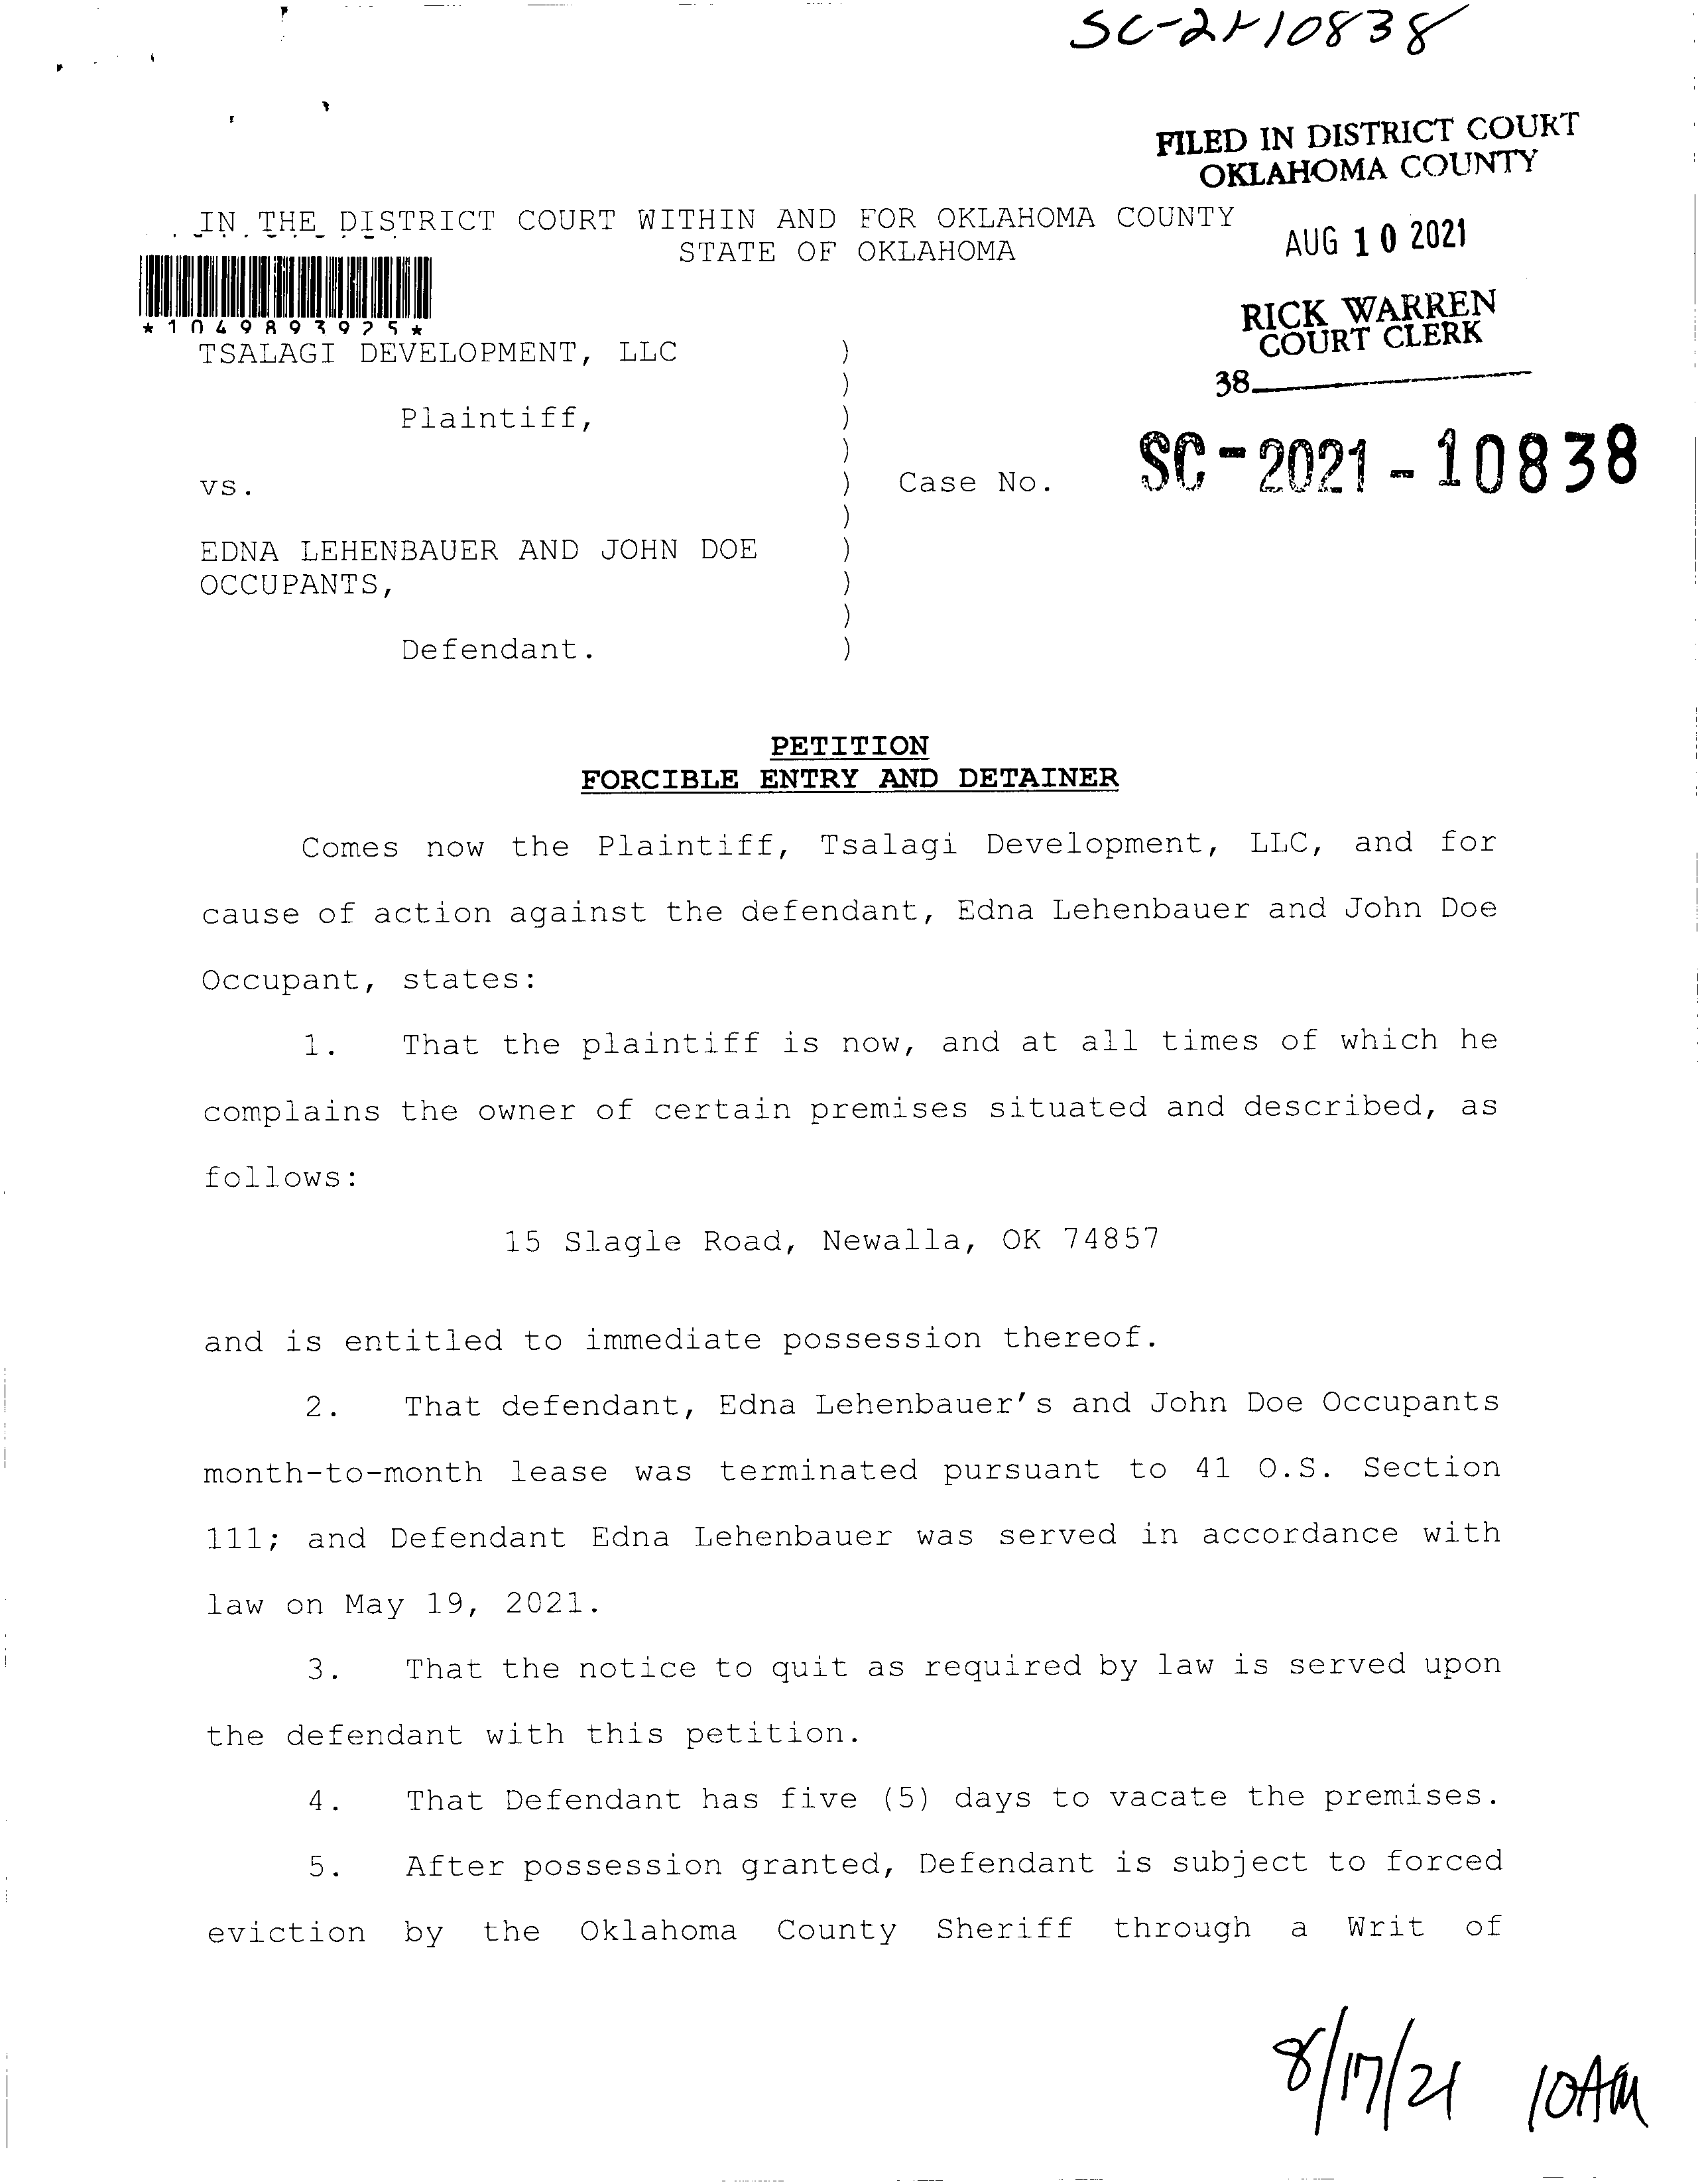 SC-21-10838
FILED IN DISTRICT COURT
OKLAHOMA COUNTY
IN THE DISTRICT COURT WITHIN AND FOR OKLAHOMA COUNTY
STATE OF OKLAHOMA
AUG 10 2021
*1049893925*
RICK WARREN
COURT CLERK
38
TSALAGI DEVELOPMENT, LLC )
)
Plaintiff, )
)
vs. ) Case No. SC-2021-10838
)
EDNA LEHENBAUER AND JOHN DOE )
OCCUPANTS, )
)
Defendant. )
PETITION
FORCIBLE ENTRY AND DETAINER
Comes now the Plaintiff, Tsalagi Development, LLC, and for
cause of action against the defendant, Edna Lehenbauer and John Doe
Occupant, states:
1. That the plaintiff is now, and at all times of which he
complains the owner of certain premises situated and described, as
follows:
15 Slagle Road, Newalla, OK 74857
and is entitled to immediate possession thereof.
2. That defendant, Edna Lehenbauer's and John Doe Occupants
month-to-month lease was terminated pursuant to 41 O.S. Section
111; and Defendant Edna Lehenbauer was served in accordance with
law on May 19, 2021.
3. That the notice to quit as required by law is served upon
the defendant with this petition.
4. That Defendant has five (5) days to vacate the premises.
5. After possession granted, Defendant is subject to forced
eviction by the Oklahoma County Sheriff through a Writ of
8/17/21 10AM